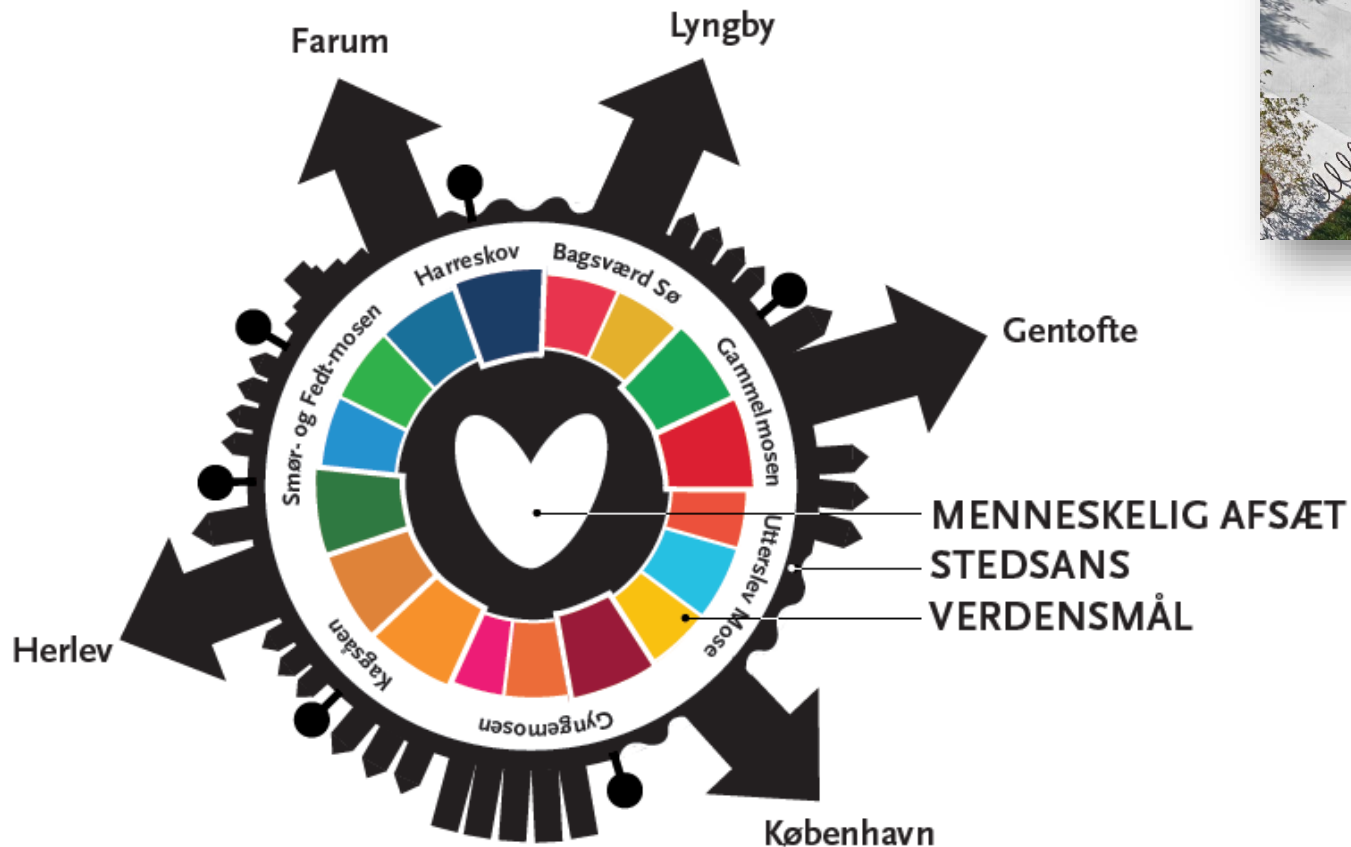 Farum
Lyngby
Gentofte
Harreskov
Bagsværd Sø
Gammelmosen
Utterslev Mose
Gyngemosen
Kagsåen
Smør- og Fedt-mosen
MENNESKELIG AFSÆT
STEDSANS
VERDENSMÅL
Herlev
København